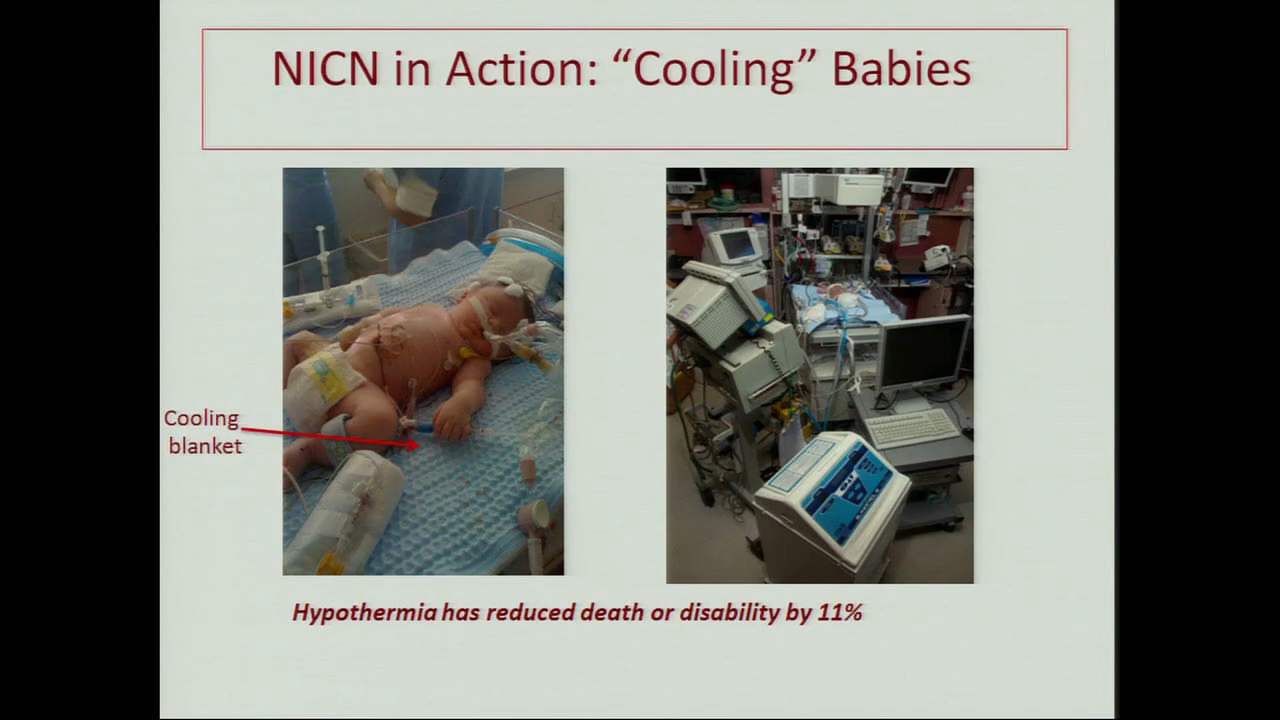 NICN in Action: “Cooling” Babies
Cooling
blanket
Hypothermia has reduced death or disability by 11%